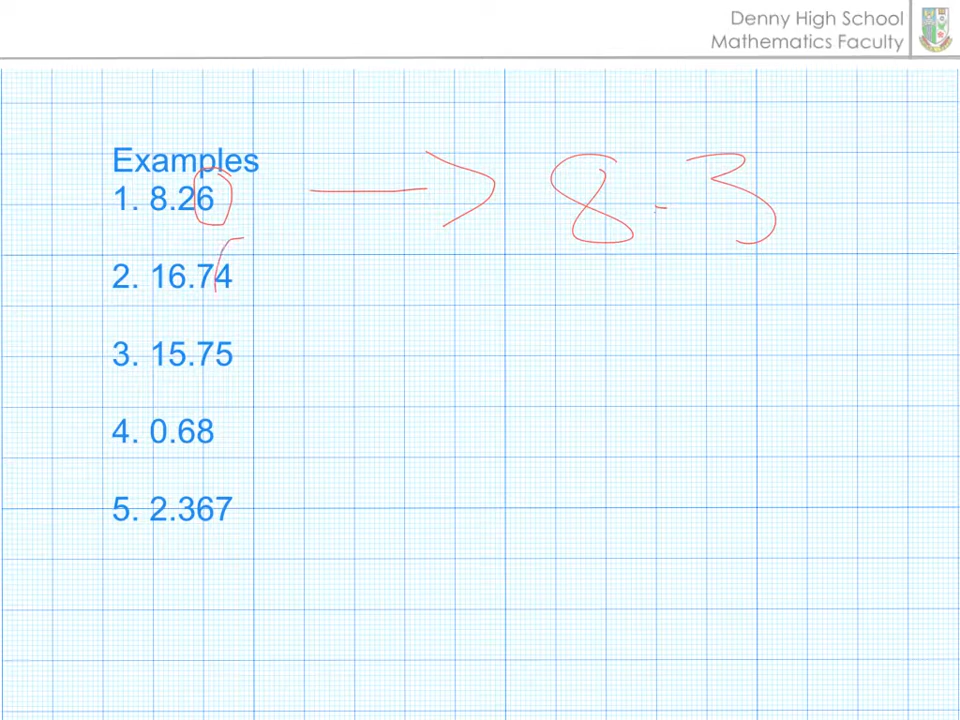 Denny High School
Mathematics Faculty
Examples
1. 8.26 → 8.3
2. 16.74
3. 15.75
4. 0.68
5. 2.367